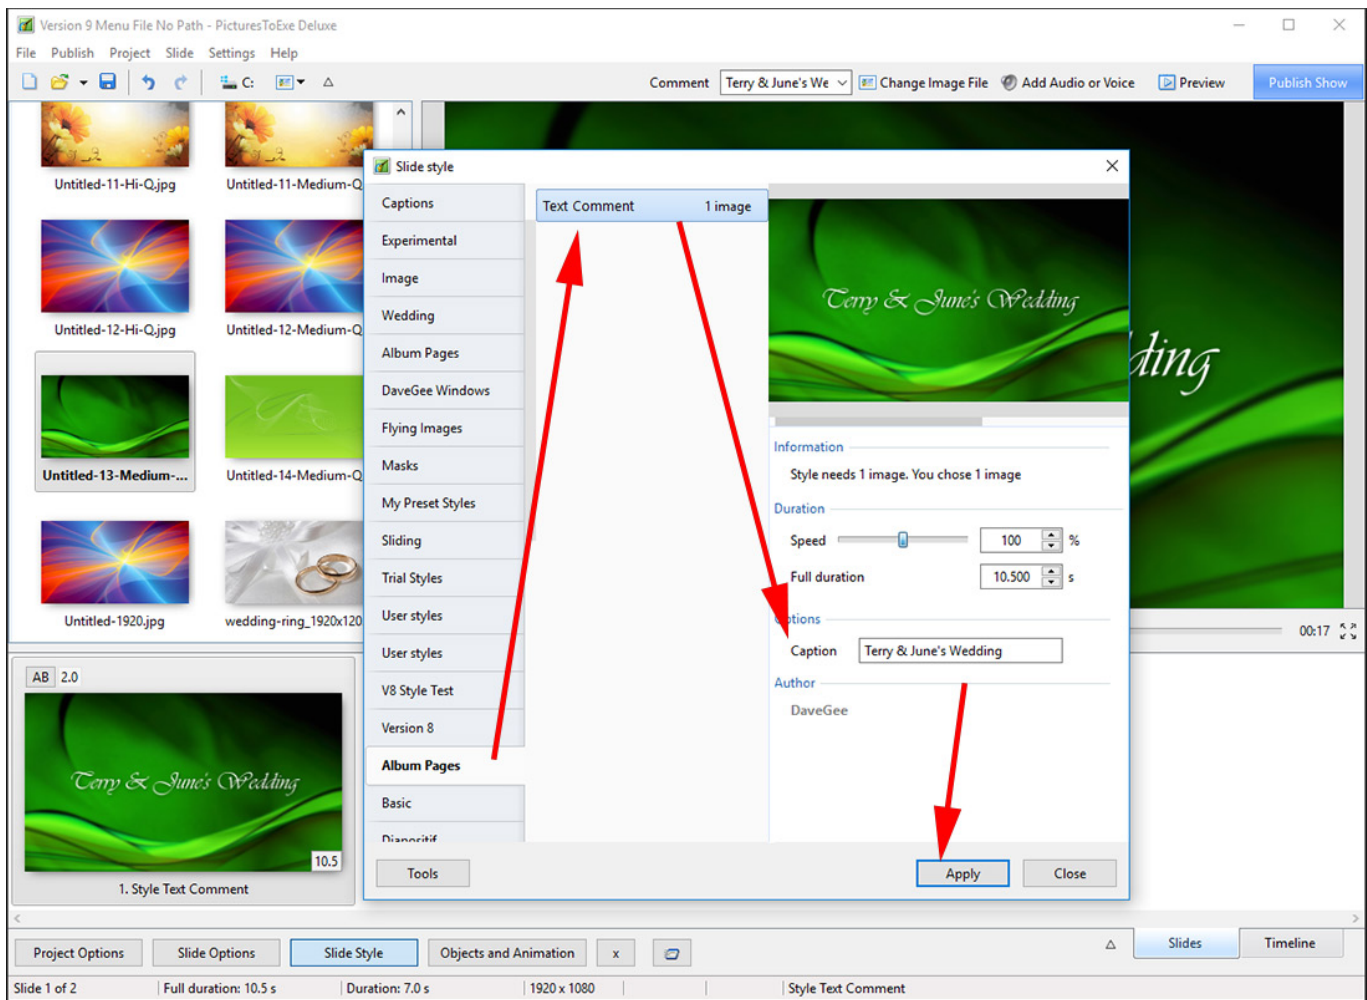 Version 9 Menu File No Path - PicturesToExe Deluxe
File Publish Project Slide Settings Help
C: Comment Terry & June's We Change Image File Add Audio or Voice Preview Publish Show
Untitled-11-Hi-Q.jpg Untitled-11-Medium-Q
Untitled-12-Hi-Q.jpg Untitled-12-Medium-Q
Untitled-13-Medium-... Untitled-14-Medium-Q
Untitled-1920.jpg wedding-ring_1920x120
Slide style
Captions
Experimental
Image
Wedding
Album Pages
DaveGee Windows
Flying Images
Masks
My Preset Styles
Sliding
Trial Styles
User styles
User styles
V8 Style Test
Version 8
Album Pages
Basic
Diapositif
Text Comment 1 image
Terry & June's Wedding
dding
Information
Style needs 1 image. You chose 1 image
Duration
Speed 100 %
Full duration 10.500 s
Options
Caption Terry & June's Wedding
Author
DaveGee
Tools Apply Close
00:17
AB 2.0
Terry & June's Wedding
10.5
1. Style Text Comment
Project Options Slide Options Slide Style Objects and Animation x Slides Timeline
Slide 1 of 2 Full duration: 10.5 s Duration: 7.0 s 1920 x 1080 Style Text Comment